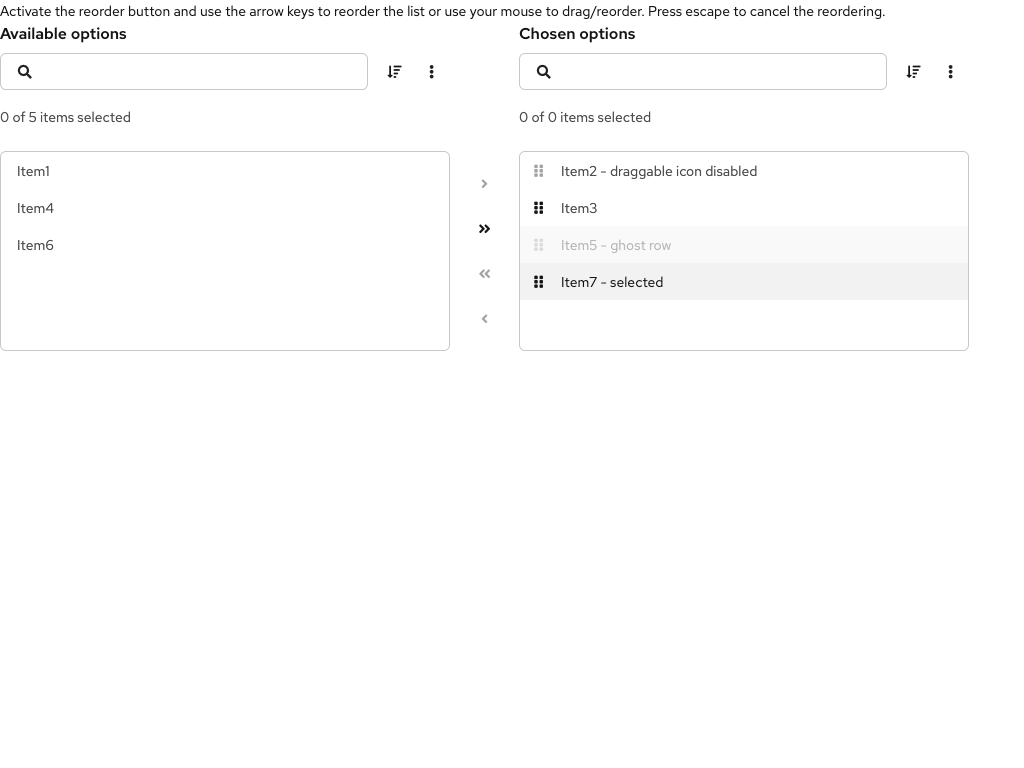 Activate the reorder button and use the arrow keys to reorder the list or use your mouse to drag/reorder. Press escape to cancel the reordering.
Available options
0 of 5 items selected
Item1
Item4
Item6
Chosen options
0 of 0 items selected
Item2 - draggable icon disabled
Item3
Item5 - ghost row
Item7 - selected